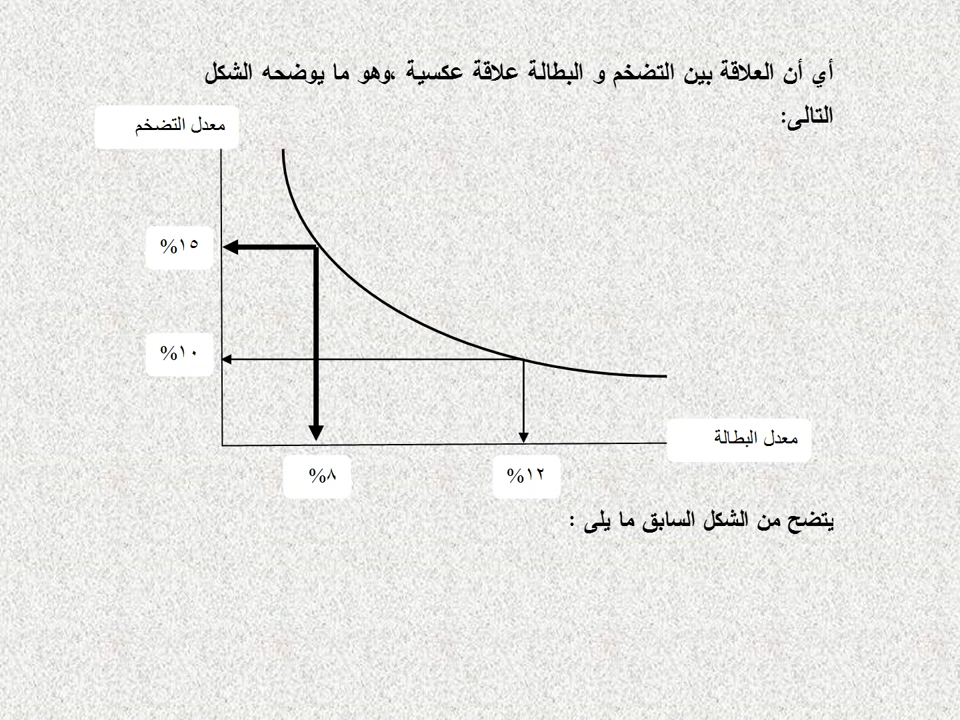 أي أن العلاقة بين التضخم و البطالة علاقة عكسية ،وهو ما يوضحه الشكل
التالى:
معدل التضخم
%١٥
%١٠
معدل البطالة
%٨
%١٢
يتضح من الشكل السابق ما يلى :